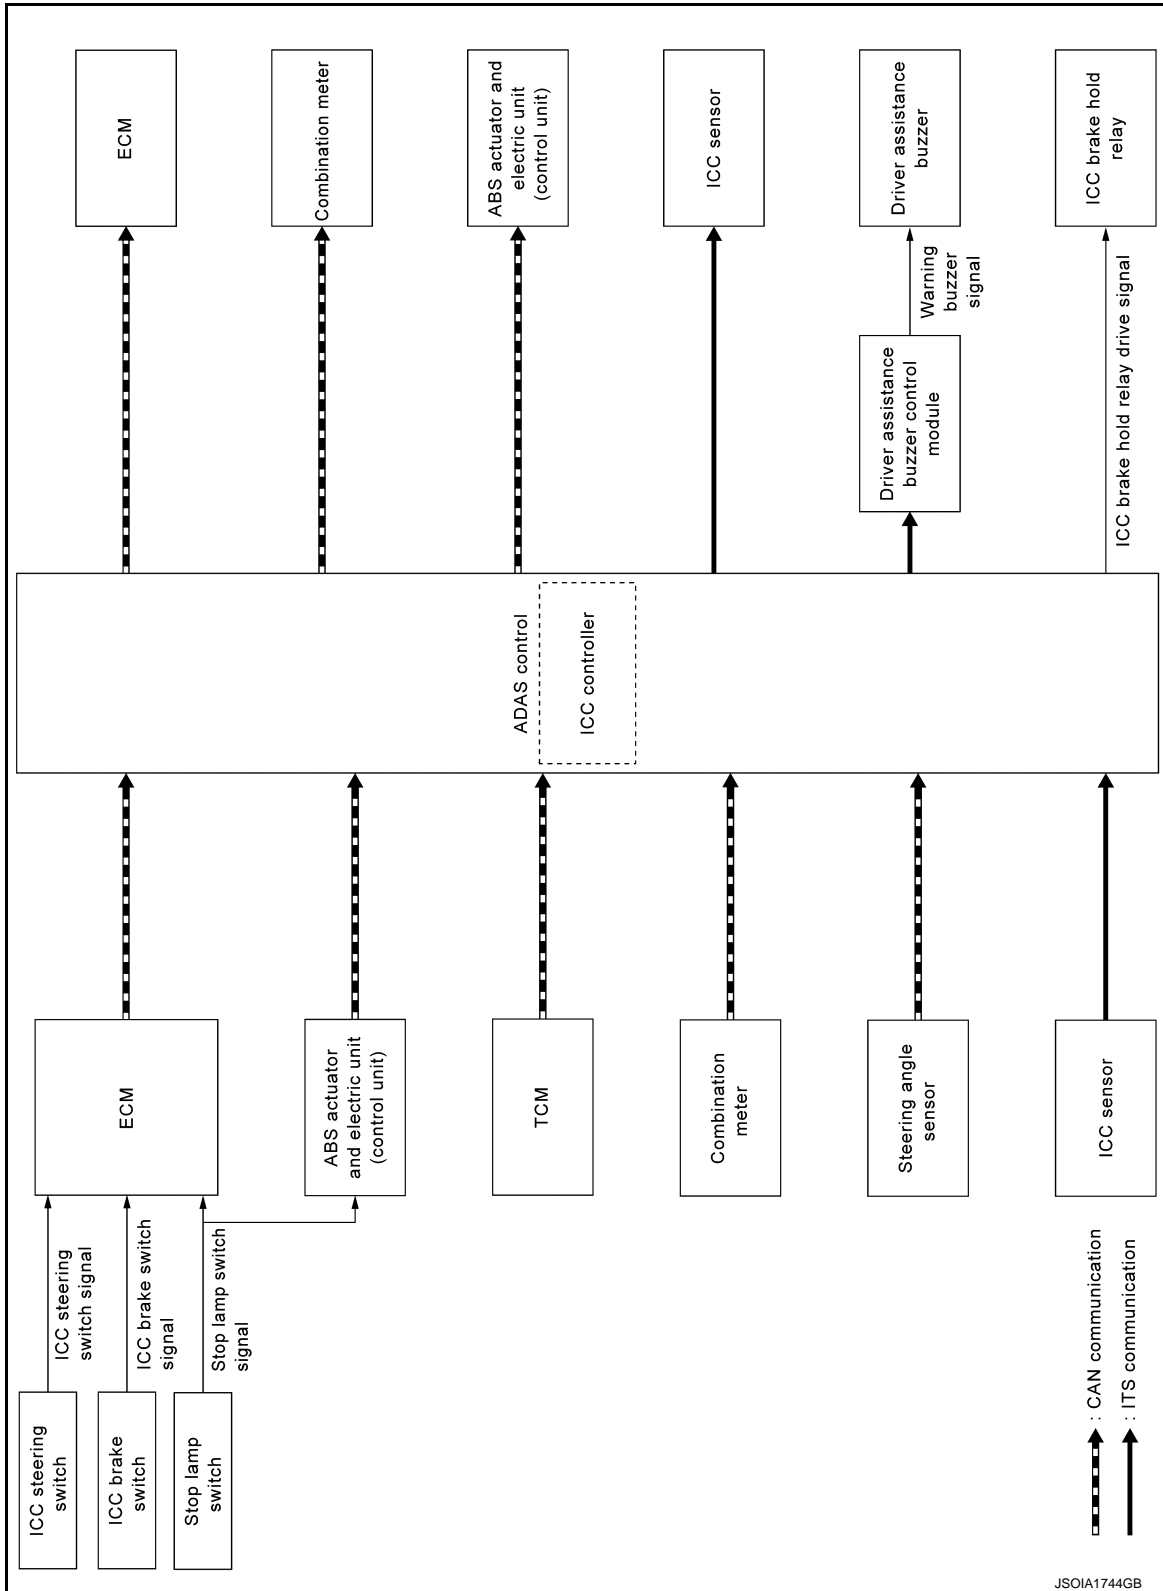 ICC steering
switch
ICC brake
switch
Stop lamp
switch
ICC steering
switch signal
ICC brake switch
signal
Stop lamp switch
signal
ECM
ABS actuator
and electric unit
(control unit)
TCM
Combination
meter
Steering angle
sensor
ICC sensor
ADAS control
ICC controller
ECM
Combination meter
ABS actuator and
electric unit
(control unit)
ICC sensor
Driver assistance
buzzer control
module
Warning
buzzer
signal
Driver assistance
buzzer
ICC brake hold relay drive signal
ICC brake hold
relay
: CAN communication
: ITS communication
JSOIA1744GB